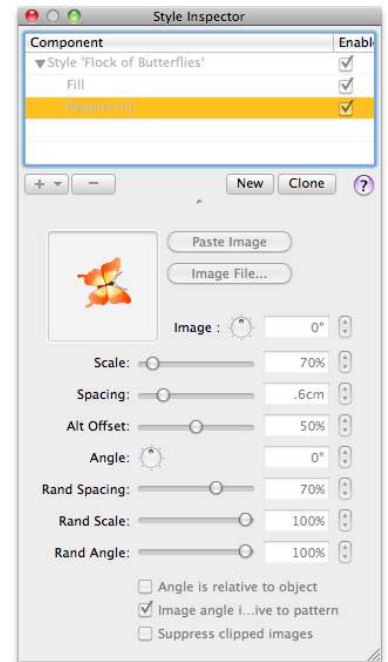 Style Inspector
Component Enabl
Style 'Flock of Butterflies'
Fill
Pattern Fill
New Clone ?
Paste Image
Image File...
Image : 0°
Scale: 70%
Spacing: .6cm
Alt Offset: 50%
Angle: 0°
Rand Spacing: 70%
Rand Scale: 100%
Rand Angle: 100%
Angle is relative to object
Image angle i...ive to pattern
Suppress clipped images